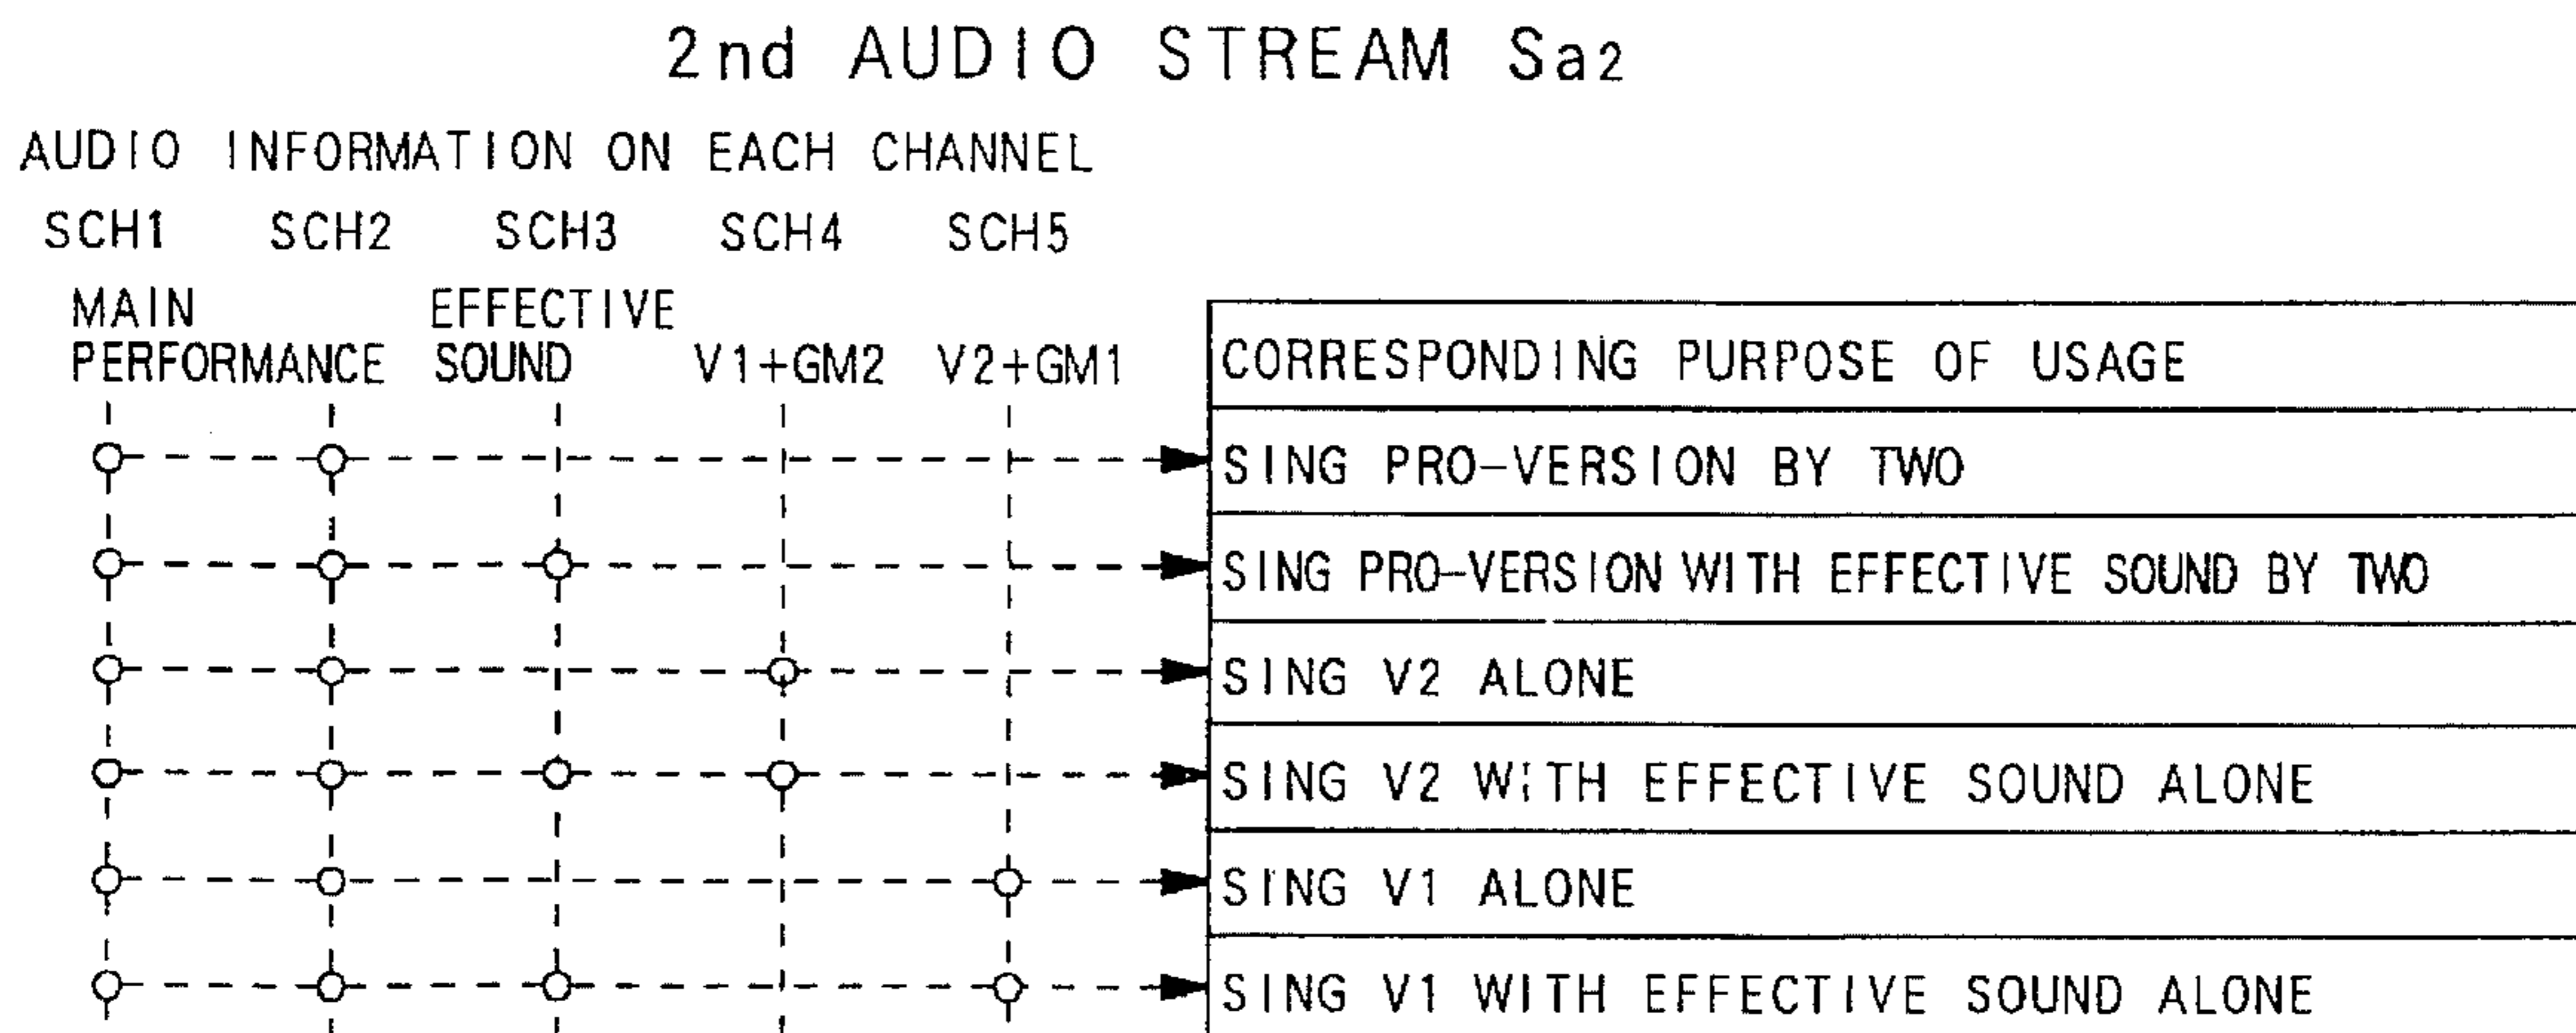 2nd AUDIO STREAM Sa2
AUDIO INFORMATION ON EACH CHANNEL
SCH1 SCH2 SCH3 SCH4 SCH5
MAIN PERFORMANCE
EFFECTIVE SOUND
V1+GM2 V2+GM1
CORRESPONDING PURPOSE OF USAGE
SING PRO-VERSION BY TWO
SING PRO-VERSION WITH EFFECTIVE SOUND BY TWO
SING V2 ALONE
SING V2 WITH EFFECTIVE SOUND ALONE
SING V1 ALONE
SING V1 WITH EFFECTIVE SOUND ALONE